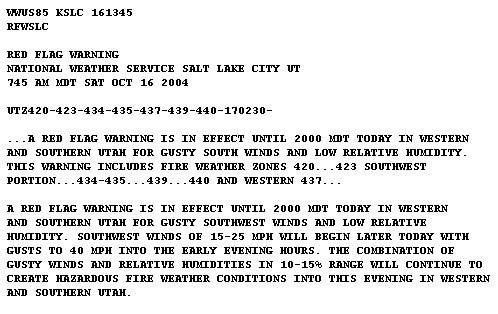 WWUS85 KSLC 161345
RFWSLC

RED FLAG WARNING
NATIONAL WEATHER SERVICE SALT LAKE CITY UT
745 AM MDT SAT OCT 16 2004

UTZ420-423-434-435-437-439-440-170230-

...A RED FLAG WARNING IS IN EFFECT UNTIL 2000 MDT TODAY IN WESTERN
AND SOUTHERN UTAH FOR GUSTY SOUTH WINDS AND LOW RELATIVE HUMIDITY.
THIS WARNING INCLUDES FIRE WEATHER ZONES 420...423 SOUTHWEST
PORTION...434-435...439...440 AND WESTERN 437...

A RED FLAG WARNING IS IN EFFECT UNTIL 2000 MDT TODAY IN WESTERN
AND SOUTHERN UTAH FOR GUSTY SOUTHWEST WINDS AND LOW RELATIVE
HUMIDITY. SOUTHWEST WINDS OF 15-25 MPH WILL BEGIN LATER TODAY WITH
GUSTS TO 40 MPH INTO THE EARLY EVENING HOURS. THE COMBINATION OF
GUSTY WINDS AND RELATIVE HUMIDITIES IN 10-15% RANGE WILL CONTINUE TO
CREATE HAZARDOUS FIRE WEATHER CONDITIONS INTO THIS EVENING IN WESTERN
AND SOUTHERN UTAH.